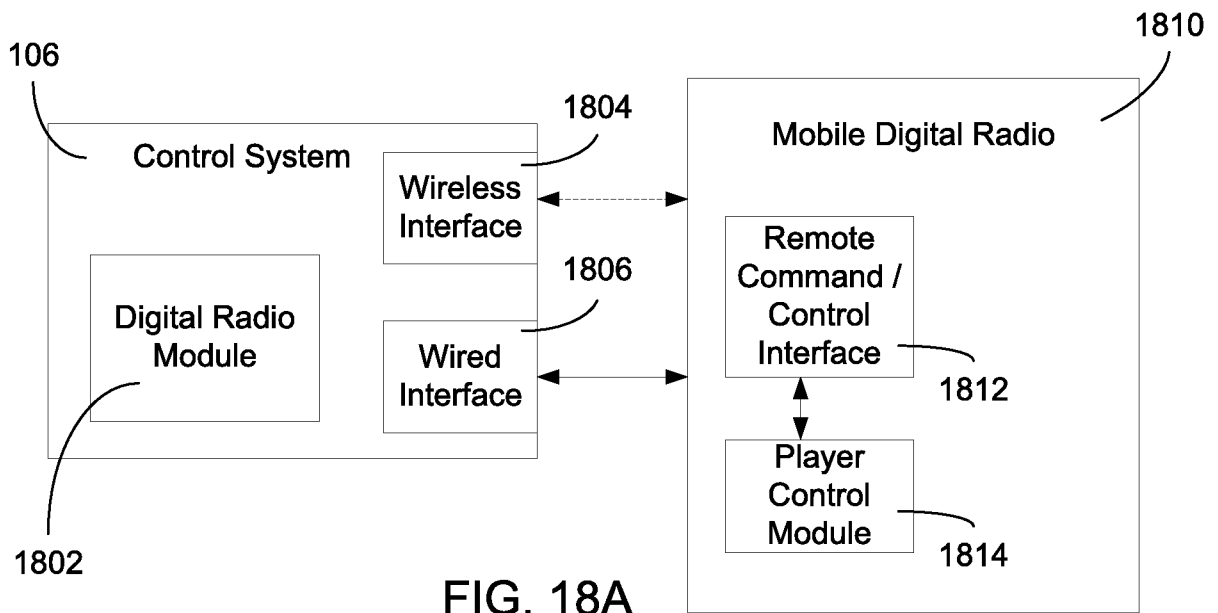 106
1810
1804
Control System
Mobile Digital Radio
Wireless
Interface
Remote
Command /
Control
Interface
1806
Digital Radio
Module
Wired
Interface
1812
Player
Control
Module
1802
1814
FIG. 18A